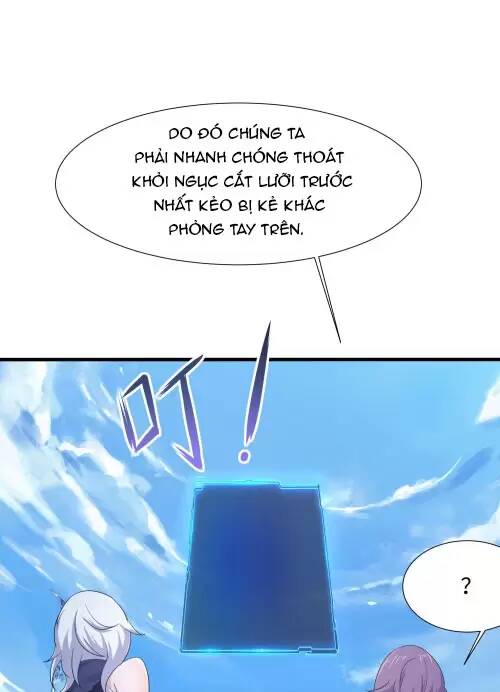 DO ĐÓ CHÚNG TA
PHẢI NHANH CHÓNG THOÁT
KHỎI NGỤC CẮT LƯỠI TRƯỚC
NHẤT KẺO BỊ KẺ KHÁC
PHỎNG TAY TRÊN.
叮!
?